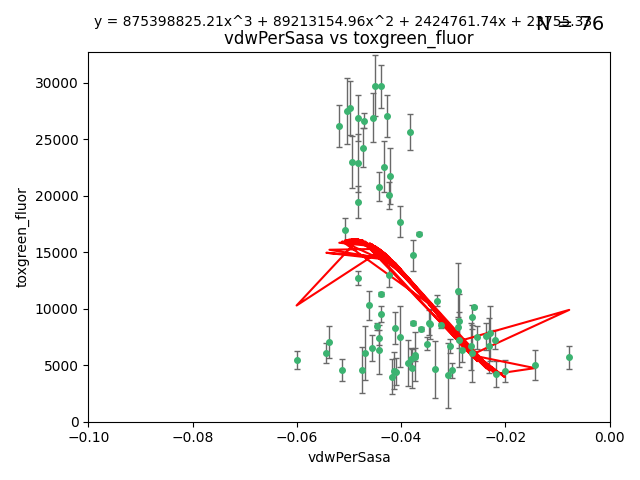 y = 875398825.21x^3 + 89213154.96x^2 + 2424761.74x + 23755.33
N = 76
vdwPerSasa vs toxgreen_fluor
30000
25000
20000
15000
10000
5000
0
toxgreen_fluor
−0.10 −0.08 −0.06 −0.04 −0.02 0.00
vdwPerSasa